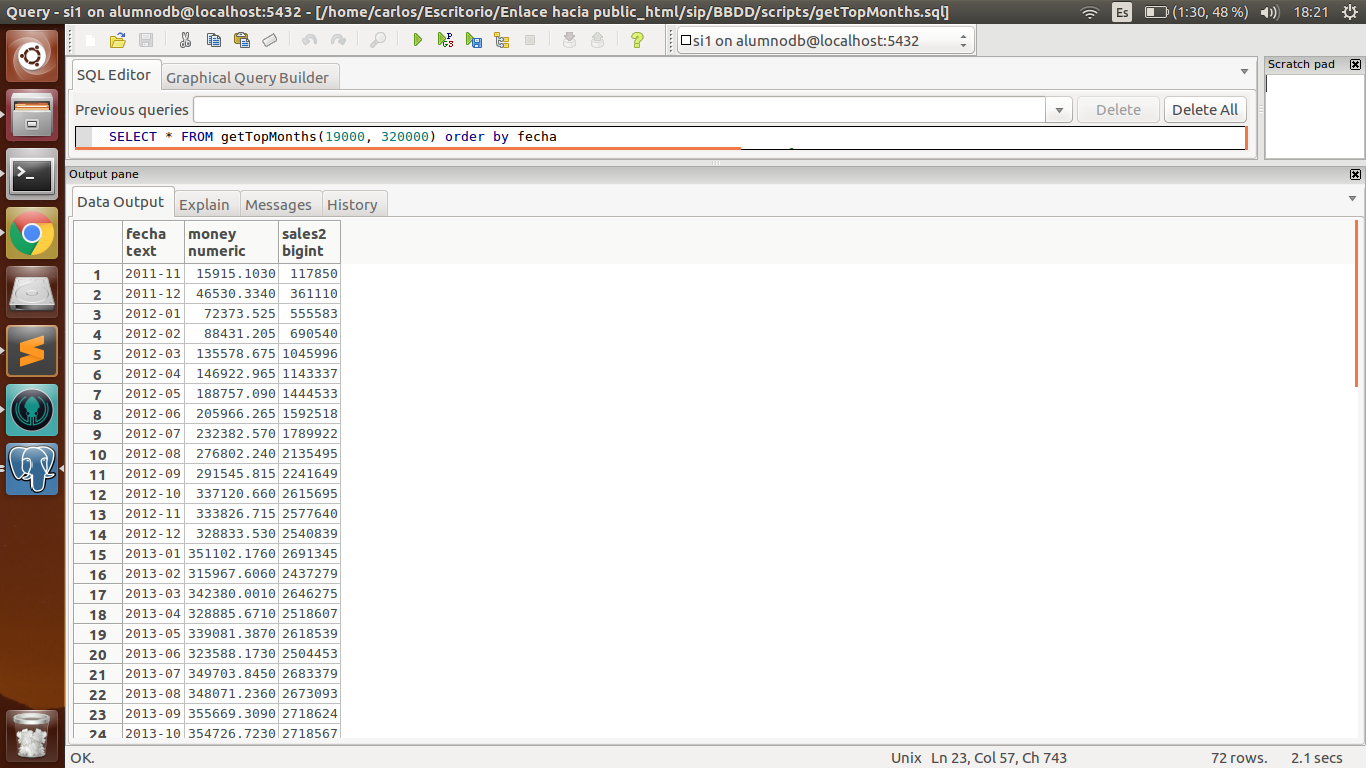 Query - si1 on alumnodb@localhost:5432 - [/home/carlos/Escritorio/Enlace hacia public_html/sip/BBDD/scripts/getTopMonths.sql]
Es (1:30, 48 %) 18:21
si1 on alumnodb@localhost:5432
SQL Editor Graphical Query Builder
Scratch pad
Previous queries Delete Delete All
SELECT * FROM getTopMonths(19000, 320000) order by fecha
Output pane
Data Output Explain Messages History
fecha money sales2
text numeric bigint
1 2011-11 15915.1030 117850
2 2011-12 46530.3340 361110
3 2012-01 72373.525 555583
4 2012-02 88431.205 690540
5 2012-03 135578.675 1045996
6 2012-04 146922.965 1143337
7 2012-05 188757.090 1444533
8 2012-06 205966.265 1592518
9 2012-07 232382.570 1789922
10 2012-08 276802.240 2135495
11 2012-09 291545.815 2241649
12 2012-10 337120.660 2615695
13 2012-11 333826.715 2577640
14 2012-12 328833.530 2540839
15 2013-01 351102.1760 2691345
16 2013-02 315967.6060 2437279
17 2013-03 342380.0010 2646275
18 2013-04 328885.6710 2518607
19 2013-05 339081.3870 2618539
20 2013-06 323588.1730 2504453
21 2013-07 349703.8450 2683379
22 2013-08 348071.2360 2673093
23 2013-09 355669.3090 2718624
24 2013-10 354726.7230 2718567
OK. Unix Ln 23, Col 57, Ch 743 72 rows. 2.1 secs